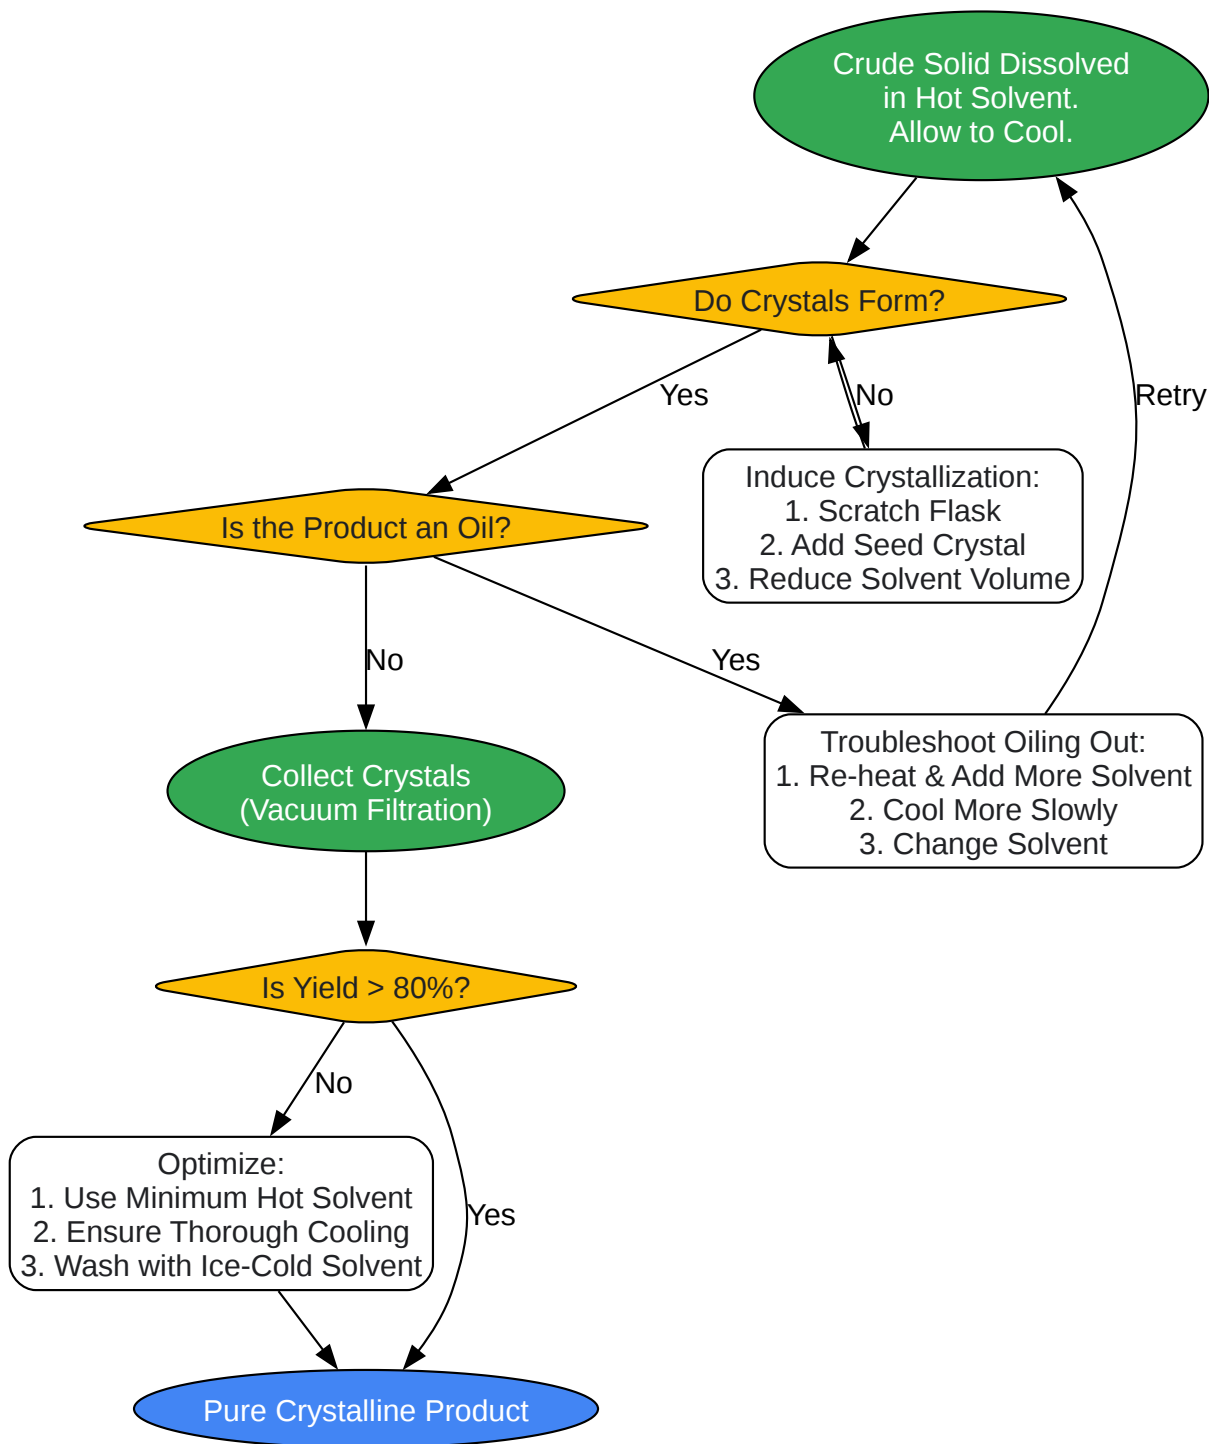 Crude Solid Dissolved
in Hot Solvent.
Allow to Cool.
Do Crystals Form?
Yes
No
Retry
Induce Crystallization:
1. Scratch Flask
2. Add Seed Crystal
3. Reduce Solvent Volume
Is the Product an Oil?
No
Yes
Troubleshoot Oiling Out:
1. Re-heat & Add More Solvent
2. Cool More Slowly
3. Change Solvent
Collect Crystals
(Vacuum Filtration)
Is Yield > 80%?
No
Yes
Optimize:
1. Use Minimum Hot Solvent
2. Ensure Thorough Cooling
3. Wash with Ice-Cold Solvent
Pure Crystalline Product